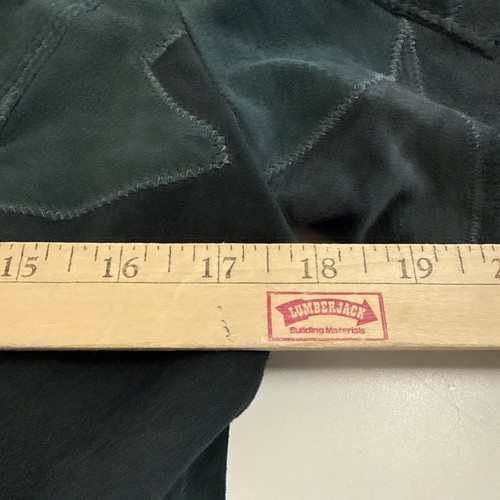 15 16 17 18 19
LUMBERJACK
Building Materials